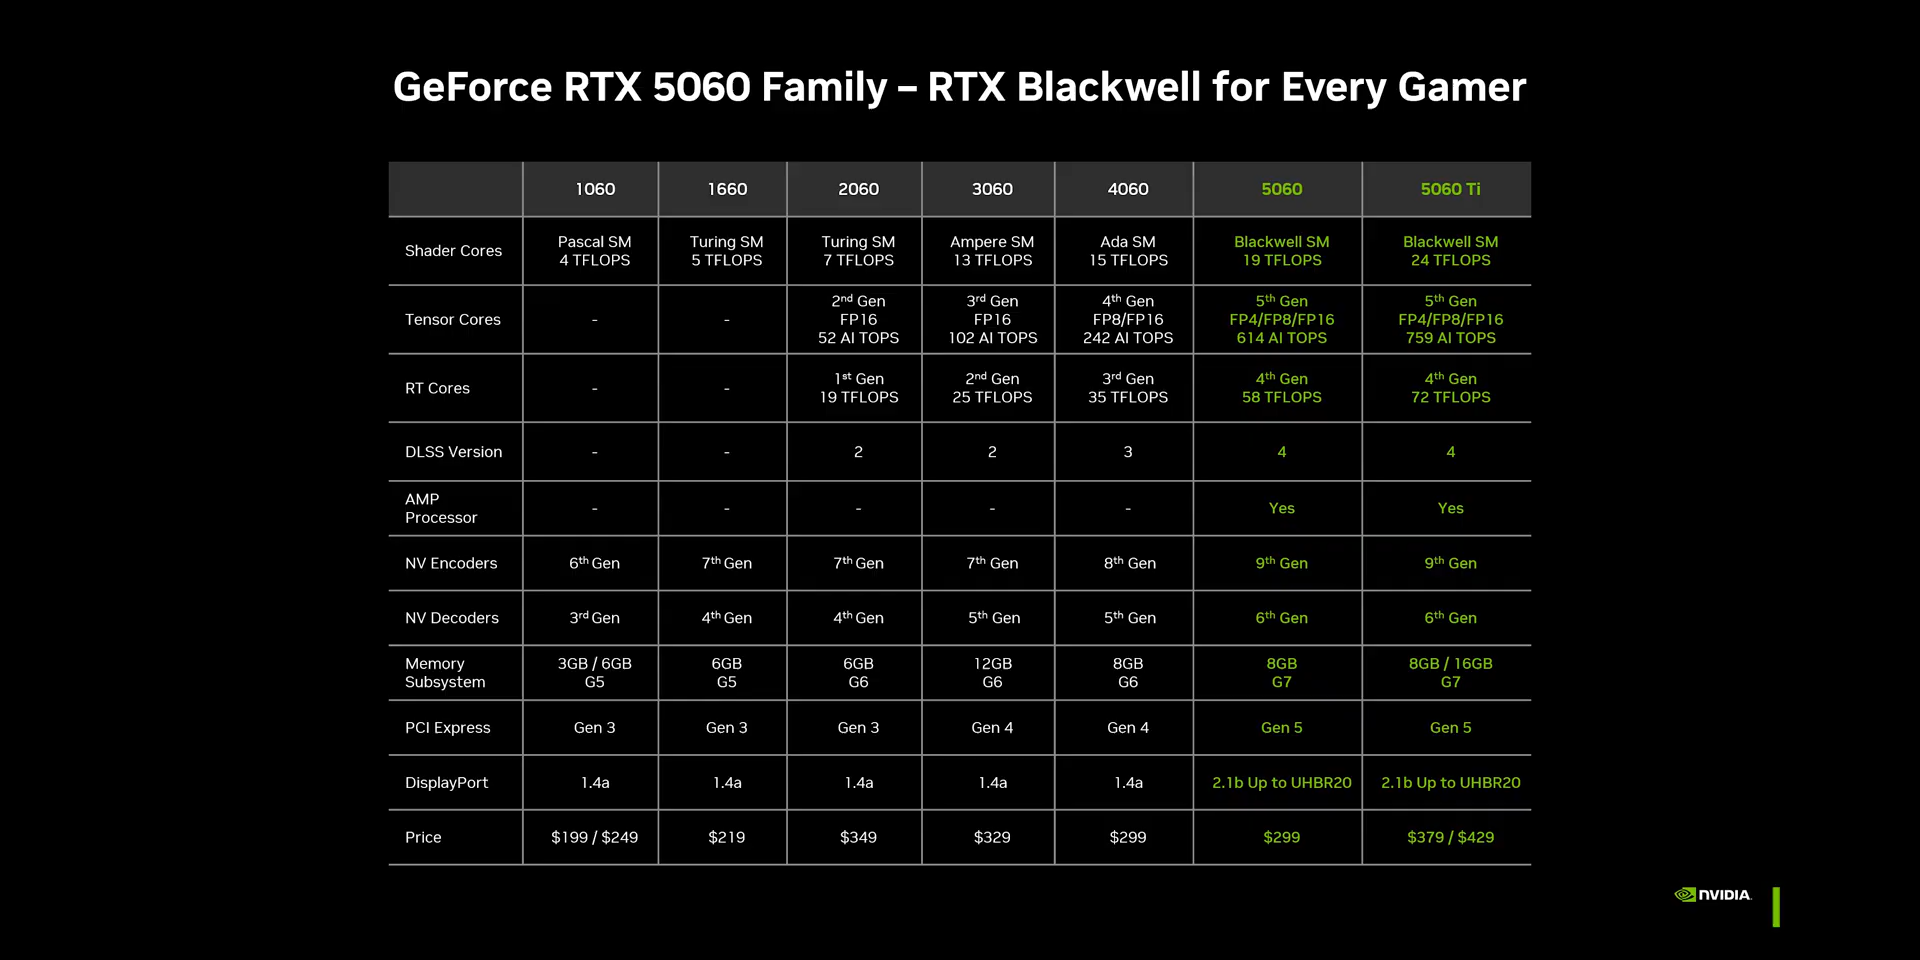 GeForce RTX 5060 Family – RTX Blackwell for Every Gamer
1060 1660 2060 3060 4060 5060 5060 Ti
Shader Cores
Pascal SM
4 TFLOPS
Turing SM
5 TFLOPS
Turing SM
7 TFLOPS
Ampere SM
13 TFLOPS
Ada SM
15 TFLOPS
Blackwell SM
19 TFLOPS
Blackwell SM
24 TFLOPS
Tensor Cores
-
-
2nd Gen
FP16
52 AI TOPS
3rd Gen
FP16
102 AI TOPS
4th Gen
FP8/FP16
242 AI TOPS
5th Gen
FP4/FP8/FP16
614 AI TOPS
5th Gen
FP4/FP8/FP16
759 AI TOPS
RT Cores
-
-
1st Gen
19 TFLOPS
2nd Gen
25 TFLOPS
3rd Gen
35 TFLOPS
4th Gen
58 TFLOPS
4th Gen
72 TFLOPS
DLSS Version - - 2 2 3 4 4
AMP
Processor
- - - - - Yes Yes
NV Encoders 6th Gen 7th Gen 7th Gen 7th Gen 8th Gen 9th Gen 9th Gen
NV Decoders 3rd Gen 4th Gen 4th Gen 5th Gen 5th Gen 6th Gen 6th Gen
Memory
Subsystem
3GB / 6GB
G5
6GB
G5
6GB
G6
12GB
G6
8GB
G6
8GB
G7
8GB / 16GB
G7
PCI Express Gen 3 Gen 3 Gen 3 Gen 4 Gen 4 Gen 5 Gen 5
DisplayPort 1.4a 1.4a 1.4a 1.4a 1.4a 2.1b Up to UHBR20 2.1b Up to UHBR20
Price $199 / $249 $219 $349 $329 $299 $299 $379 / $429
NVIDIA.